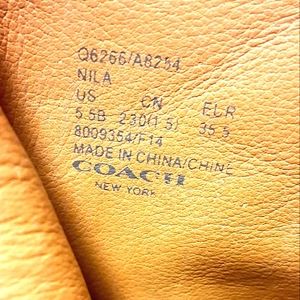 Q6266/A8254
NILA
US CN EUR
5.5B 230(1.5) 35.5
8009354/F14
MADE IN CHINA/CHINE
COACH
NEW YORK